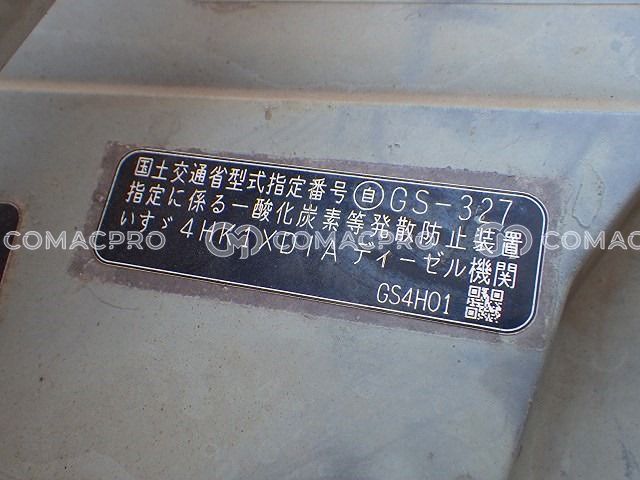 国土交通省型式指定番号 自 GS-327
指定に係る一酸化炭素等発散防止装置
いすゞ 4HK1XD1A ディーゼル機関
GS4H01
COMACPRO COMACPRO COMACPRO COMACPRO